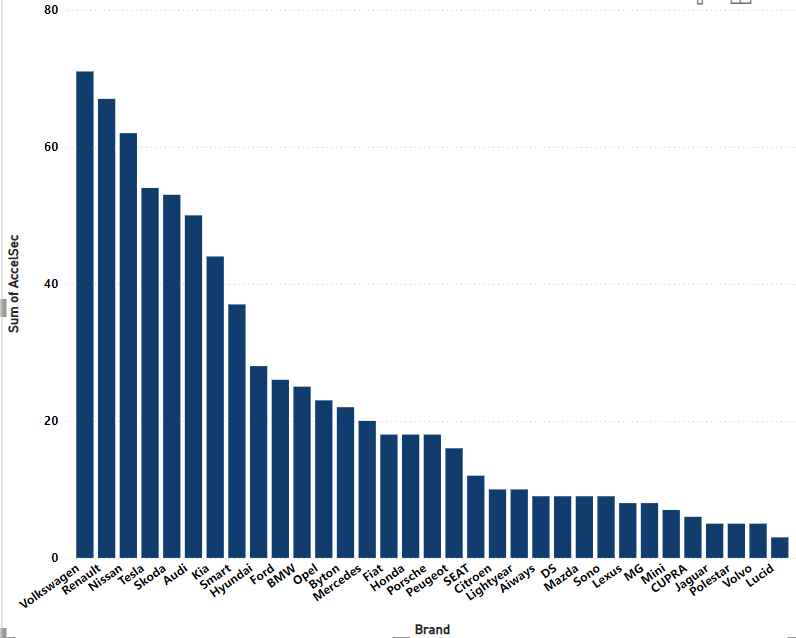 80
60
40
20
0
Sum of AccelSec
Volkswagen
Renault
Nissan
Tesla
Skoda
Audi
Kia
Smart
Hyundai
Ford
BMW
Opel
Byton
Mercedes
Fiat
Honda
Porsche
Peugeot
SEAT
Citroen
Lightyear
Aiways
DS
Mazda
Sono
Lexus
MG
Mini
CUPRA
Jaguar
Polestar
Volvo
Lucid
Brand